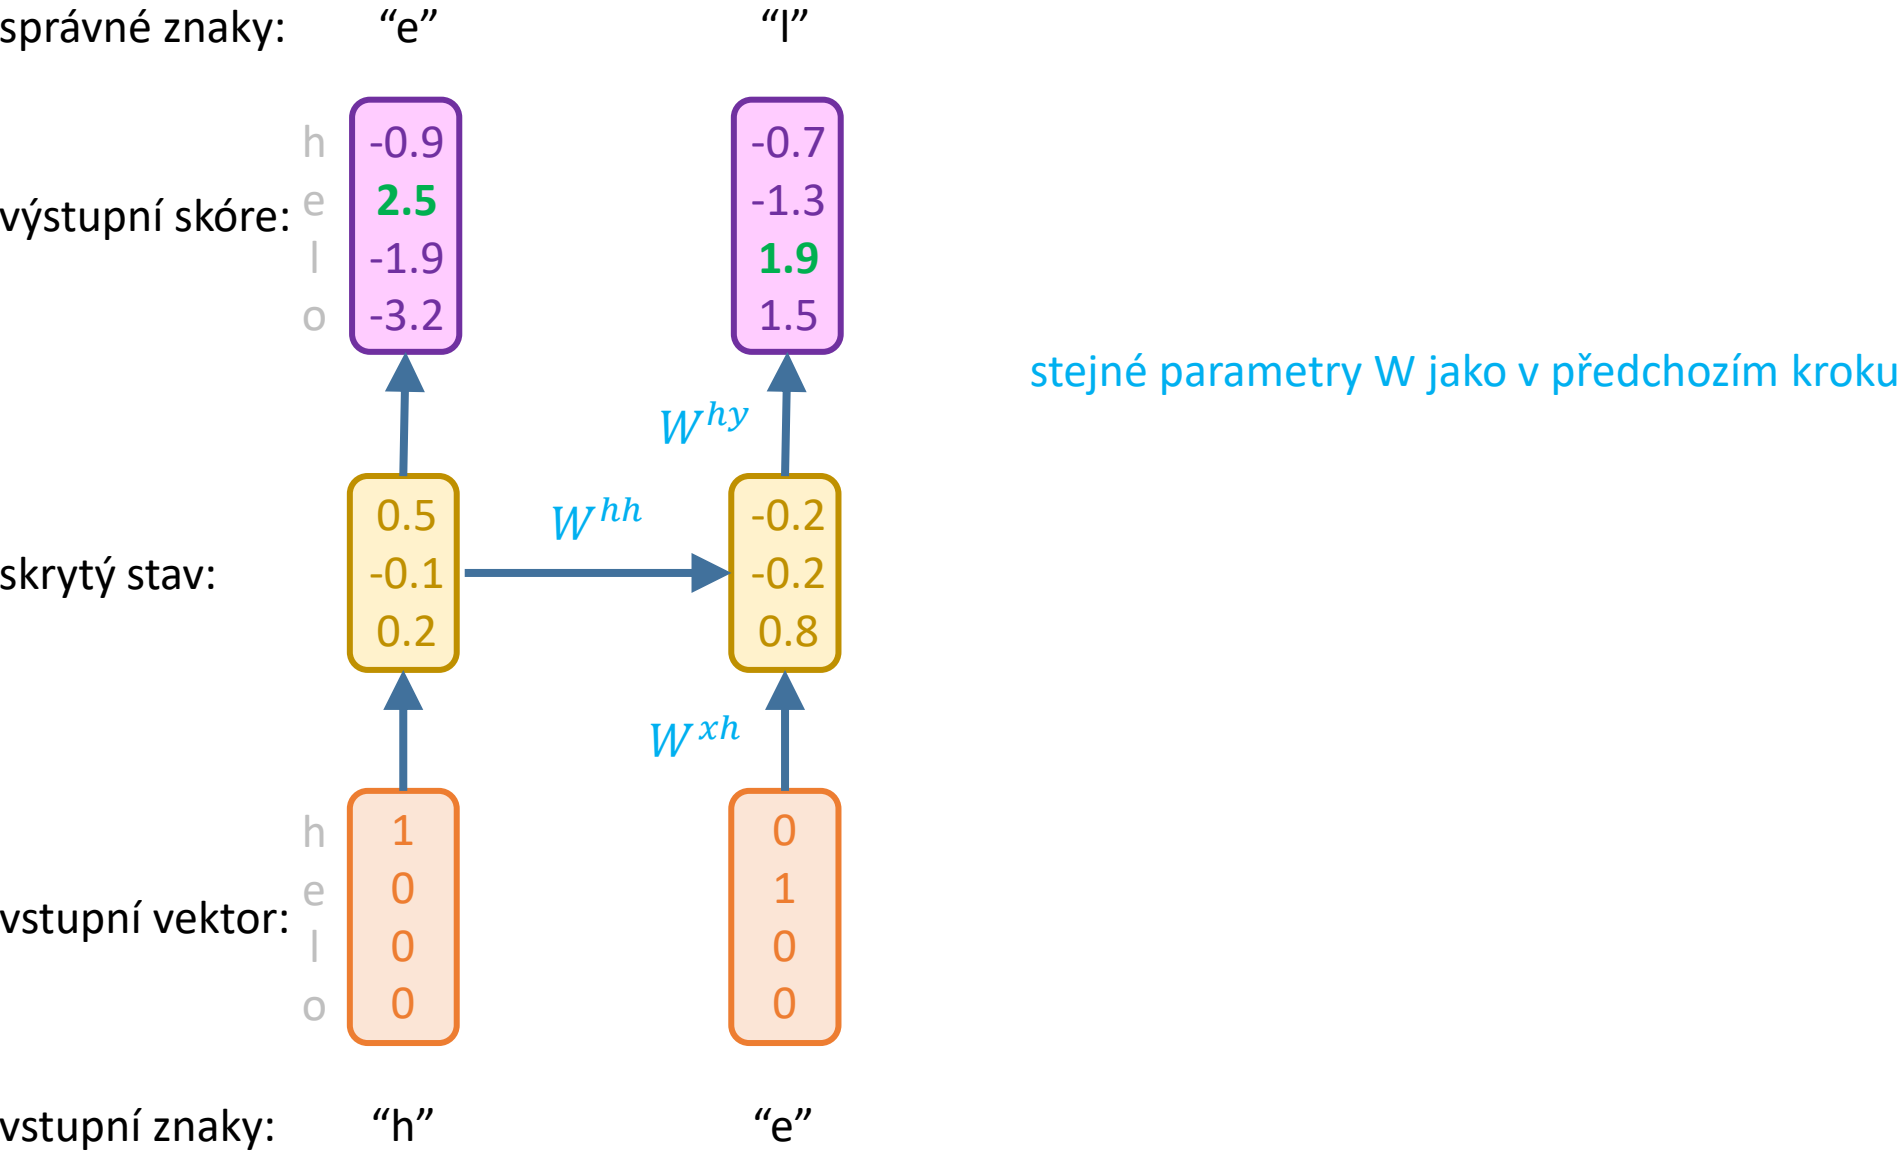 správné znaky: “e” “l”
h -0.9 -0.7
e 2.5 -1.3
výstupní skóre:
l -1.9 1.9
o -3.2 1.5
stejné parametry W jako v předchozím kroku
W^{hy}
0.5 -0.2
W^{hh}
skrytý stav: -0.1 -0.2
0.2 0.8
W^{xh}
h 1 0
e 0 1
vstupní vektor:
l 0 0
o 0 0
vstupní znaky: “h” “e”